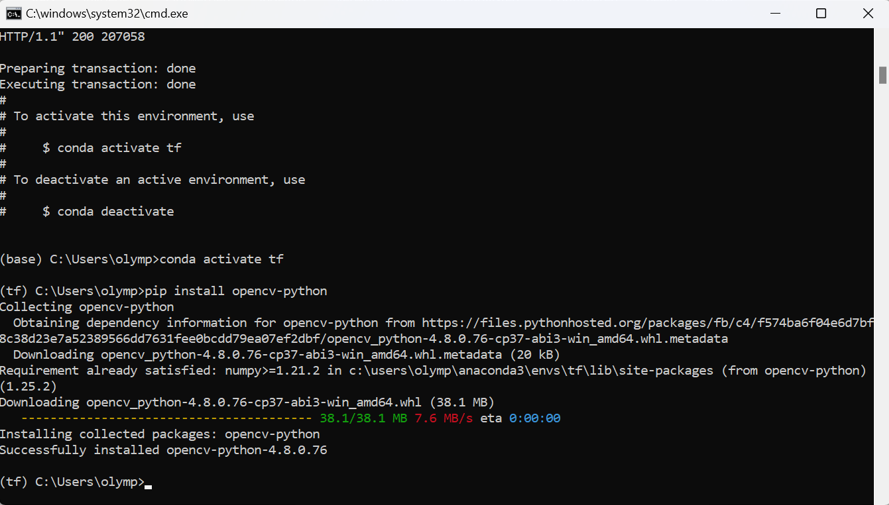 C:\windows\system32\cmd.exe
HTTP/1.1" 200 207058
Preparing transaction: done
Executing transaction: done
#
# To activate this environment, use
#
#     $ conda activate tf
#
# To deactivate an active environment, use
#
#     $ conda deactivate
(base) C:\Users\olymp>conda activate tf
(tf) C:\Users\olymp>pip install opencv-python
Collecting opencv-python
  Obtaining dependency information for opencv-python from https://files.pythonhosted.org/packages/fb/c4/f574ba6f04e6d7bf
8c38d23e7a52389566dd7631fee0bcdd79ea07ef2dbf/opencv_python-4.8.0.76-cp37-abi3-win_amd64.whl.metadata
  Downloading opencv_python-4.8.0.76-cp37-abi3-win_amd64.whl.metadata (20 kB)
Requirement already satisfied: numpy>=1.21.2 in c:\users\olymp\anaconda3\envs\tf\lib\site-packages (from opencv-python)
(1.25.2)
Downloading opencv_python-4.8.0.76-cp37-abi3-win_amd64.whl (38.1 MB)
   ---------------------------------------- 38.1/38.1 MB 7.6 MB/s eta 0:00:00
Installing collected packages: opencv-python
Successfully installed opencv-python-4.8.0.76
(tf) C:\Users\olymp>